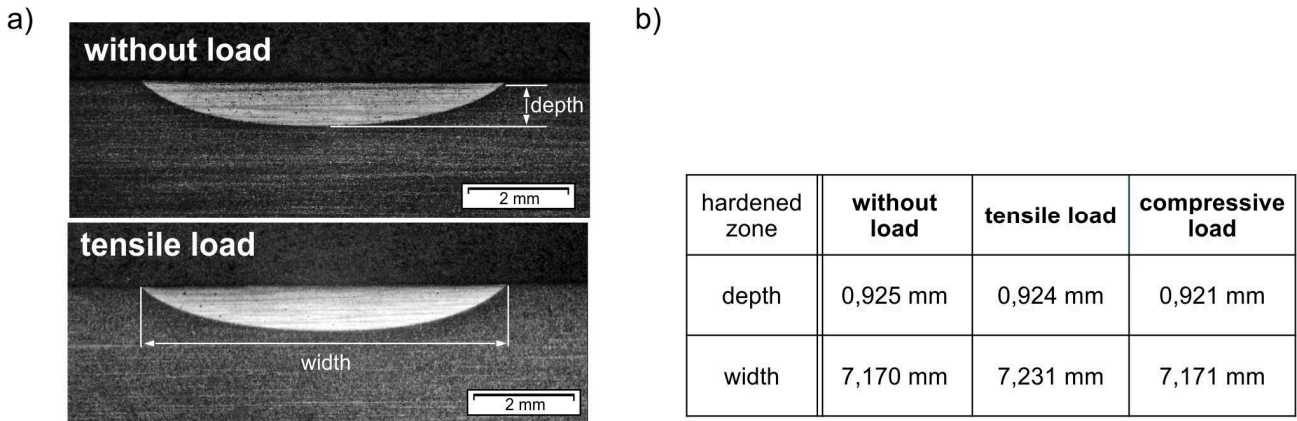 a)
without load
depth
2 mm
tensile load
width
2 mm
b)
hardened
zone
without
load
tensile load
compressive
load
depth
0,925 mm
0,924 mm
0,921 mm
width
7,170 mm
7,231 mm
7,171 mm